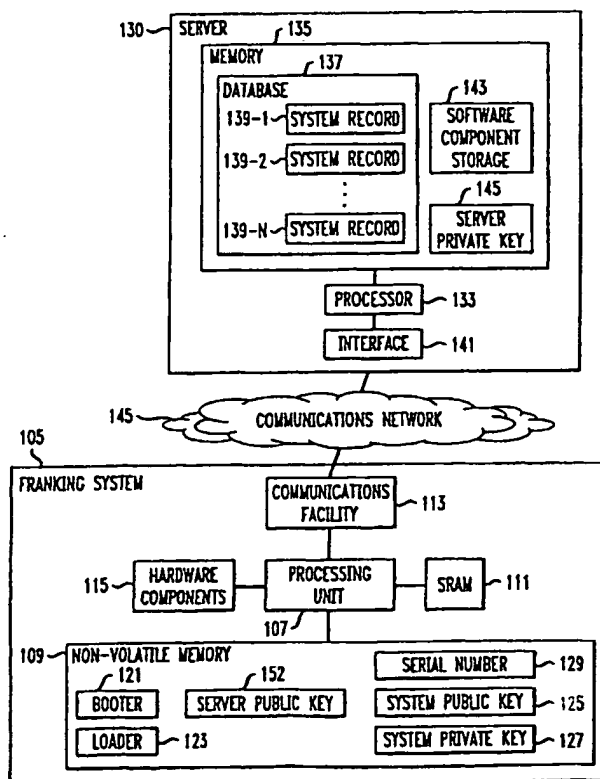 130 SERVER
135
MEMORY
137
DATABASE
139-1 SYSTEM RECORD
139-2 SYSTEM RECORD
139-N SYSTEM RECORD
143
SOFTWARE
COMPONENT
STORAGE
145
SERVER
PRIVATE KEY
PROCESSOR 133
INTERFACE 141
145 COMMUNICATIONS NETWORK
105
FRANKING SYSTEM
COMMUNICATIONS
FACILITY 113
115 HARDWARE
COMPONENTS
PROCESSING
UNIT
107
SRAM 111
109 NON-VOLATILE MEMORY
121
BOOTER
LOADER 123
152
SERVER PUBLIC KEY
SERIAL NUMBER 129
SYSTEM PUBLIC KEY 125
SYSTEM PRIVATE KEY 127